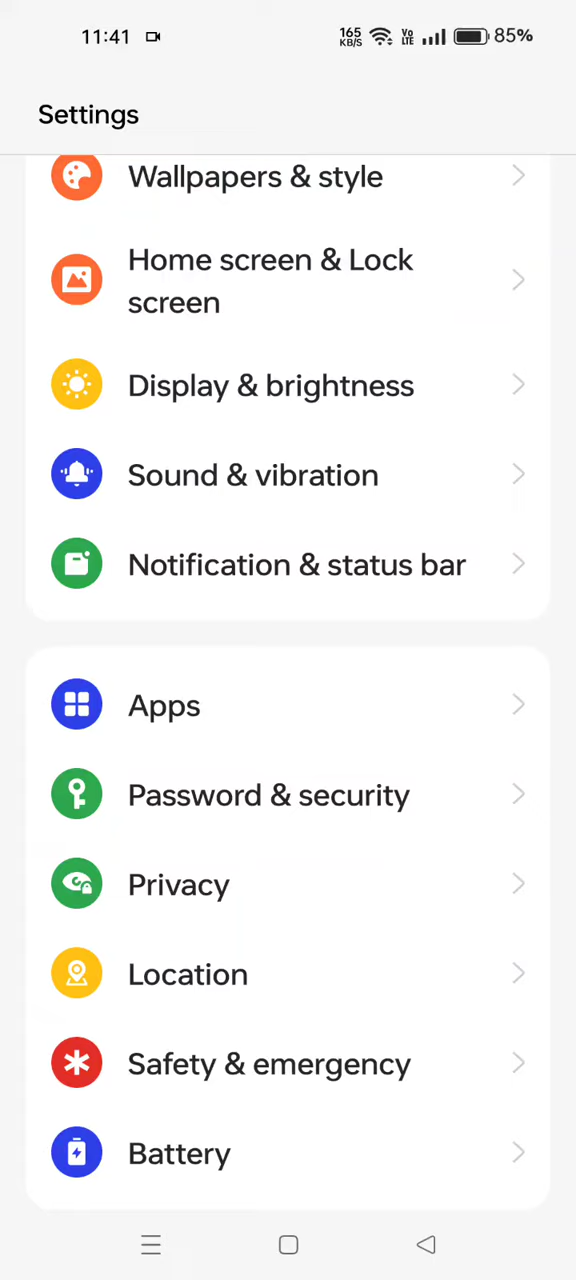 11:41
165 KB/S Vo LTE 85%
Settings
Wallpapers & style
Home screen & Lock
screen
Display & brightness
Sound & vibration
Notification & status bar
Apps
Password & security
Privacy
Location
Safety & emergency
Battery